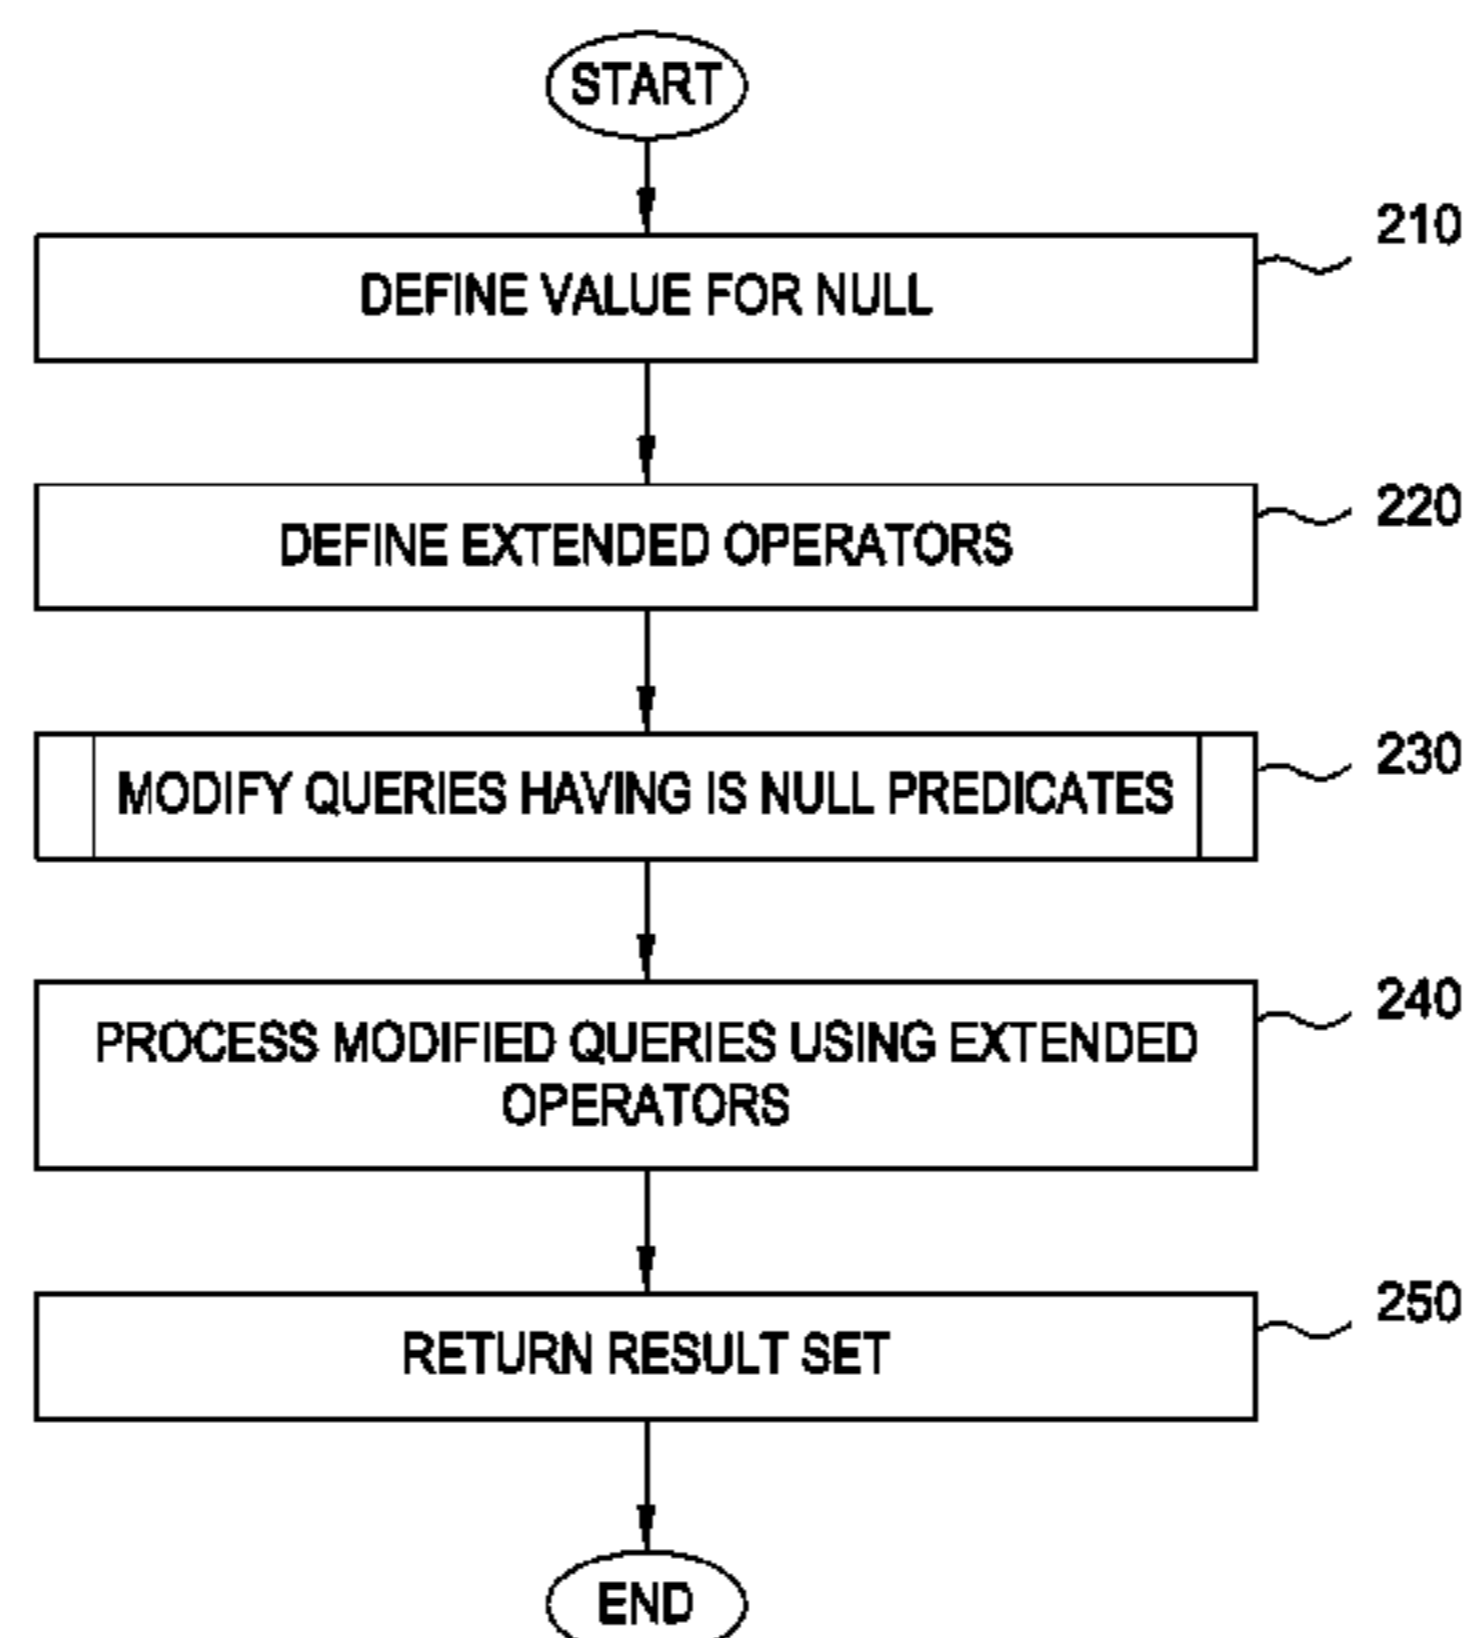 START
210
DEFINE VALUE FOR NULL
220
DEFINE EXTENDED OPERATORS
230
MODIFY QUERIES HAVING IS NULL PREDICATES
240
PROCESS MODIFIED QUERIES USING EXTENDED
OPERATORS
250
RETURN RESULT SET
END